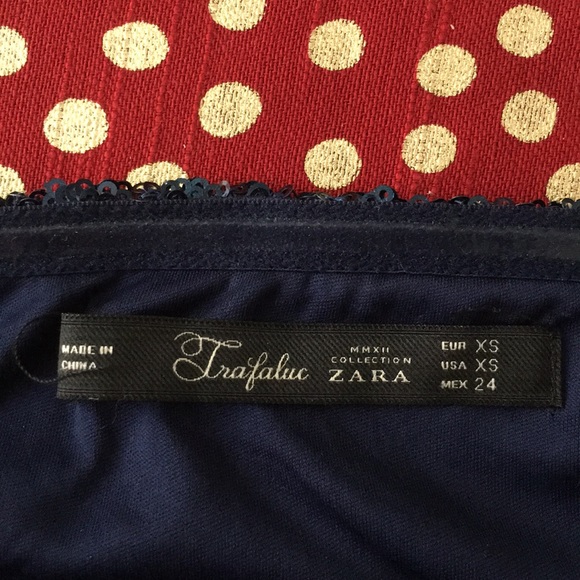 MADE IN
CHINA
Trafaluc
MMXII
COLLECTION
ZARA
EUR XS
USA XS
MEX 24